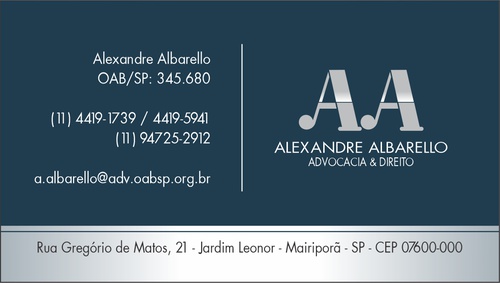 Alexandre Albarello
OAB/SP: 345.680
(11) 4419-1739 / 4419-5941
(11) 94725-2912
a.albarello@adv.oabsp.org.br
AA
ALEXANDRE ALBARELLO
ADVOCACIA & DIREITO
Rua Gregório de Matos, 21 - Jardim Leonor - Mairiporã - SP - CEP 07600-000